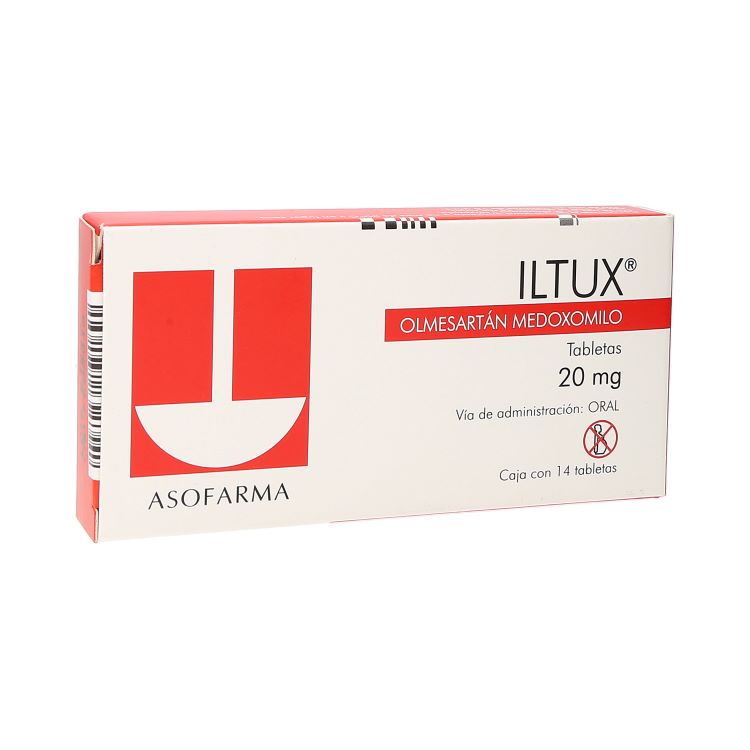 ILTUX®
OLMESARTÁN MEDOXOMILO
Tabletas
20 mg
Vía de administración: ORAL
Caja con 14 tabletas
ASOFARMA